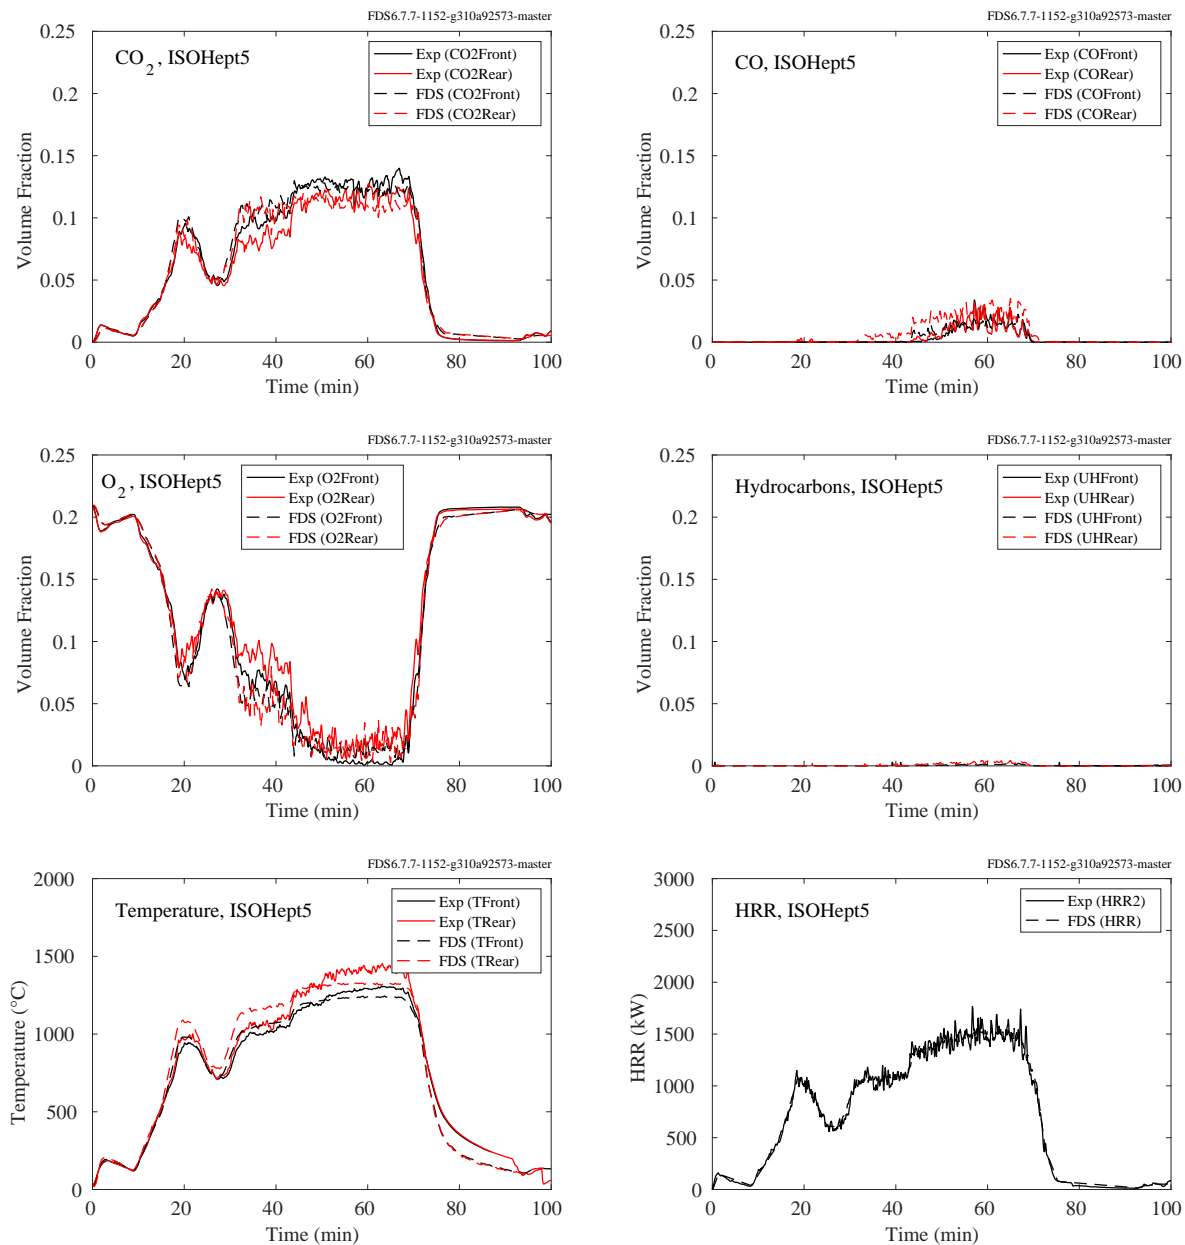 FDS6.7.7-1152-g310a92573-master
CO2, ISOHept5
Exp (CO2Front)
Exp (CO2Rear)
FDS (CO2Front)
FDS (CO2Rear)
0.25
0.2
0.15
0.1
0.05
0
Volume Fraction
0 20 40 60 80 100
Time (min)
FDS6.7.7-1152-g310a92573-master
CO, ISOHept5
Exp (COFront)
Exp (CORear)
FDS (COFront)
FDS (CORear)
0.25
0.2
0.15
0.1
0.05
0
Volume Fraction
0 20 40 60 80 100
Time (min)
FDS6.7.7-1152-g310a92573-master
O2, ISOHept5
Exp (O2Front)
Exp (O2Rear)
FDS (O2Front)
FDS (O2Rear)
0.25
0.2
0.15
0.1
0.05
0
Volume Fraction
0 20 40 60 80 100
Time (min)
FDS6.7.7-1152-g310a92573-master
Hydrocarbons, ISOHept5
Exp (UHFront)
Exp (UHRear)
FDS (UHFront)
FDS (UHRear)
0.25
0.2
0.15
0.1
0.05
0
Volume Fraction
0 20 40 60 80 100
Time (min)
FDS6.7.7-1152-g310a92573-master
Temperature, ISOHept5
Exp (TFront)
Exp (TRear)
FDS (TFront)
FDS (TRear)
2000
1500
1000
500
0
Temperature (°C)
0 20 40 60 80 100
Time (min)
FDS6.7.7-1152-g310a92573-master
HRR, ISOHept5
Exp (HRR2)
FDS (HRR)
3000
2500
2000
1500
1000
500
0
HRR (kW)
0 20 40 60 80 100
Time (min)